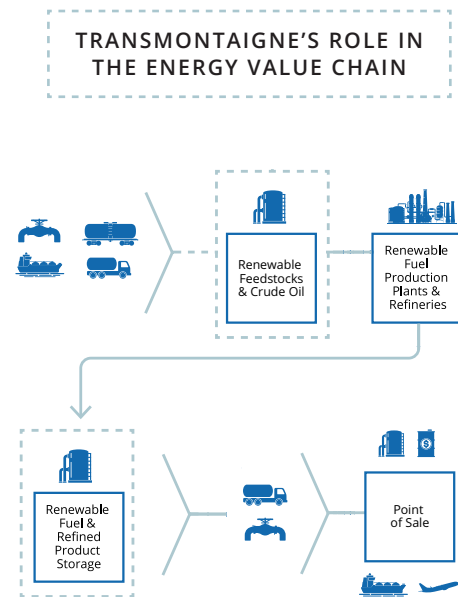 TRANSMONTAIGNE'S ROLE IN
THE ENERGY VALUE CHAIN
Renewable
Feedstocks
& Crude Oil
Renewable
Fuel
Production
Plants &
Refineries
Renewable
Fuel &
Refined
Product
Storage
Point
of Sale
$